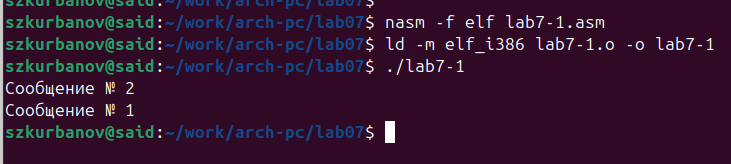 szkurbanov@said:~/work/arch-pc/lab07$ nasm -f elf lab7-1.asm
szkurbanov@said:~/work/arch-pc/lab07$ ld -m elf_i386 lab7-1.o -o lab7-1
szkurbanov@said:~/work/arch-pc/lab07$ ./lab7-1
Сообщение № 2
Сообщение № 1
szkurbanov@said:~/work/arch-pc/lab07$